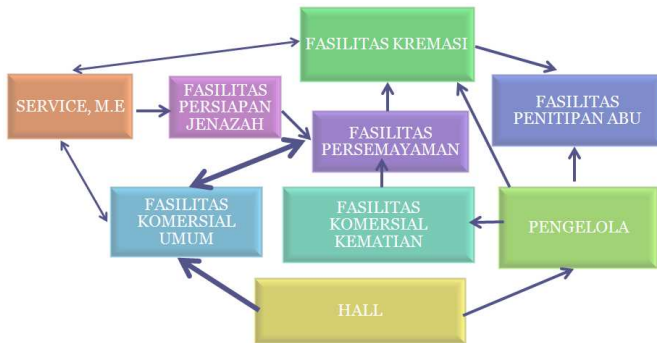 FASILITAS KREMASI
SERVICE, M.E
FASILITAS
PERSIAPAN
JENAZAH
FASILITAS
PERSEMAYAMAN
FASILITAS
PENITIPAN ABU
FASILITAS
KOMERSIAL
UMUM
FASILITAS
KOMERSIAL
KEMATIAN
PENGELOLA
HALL